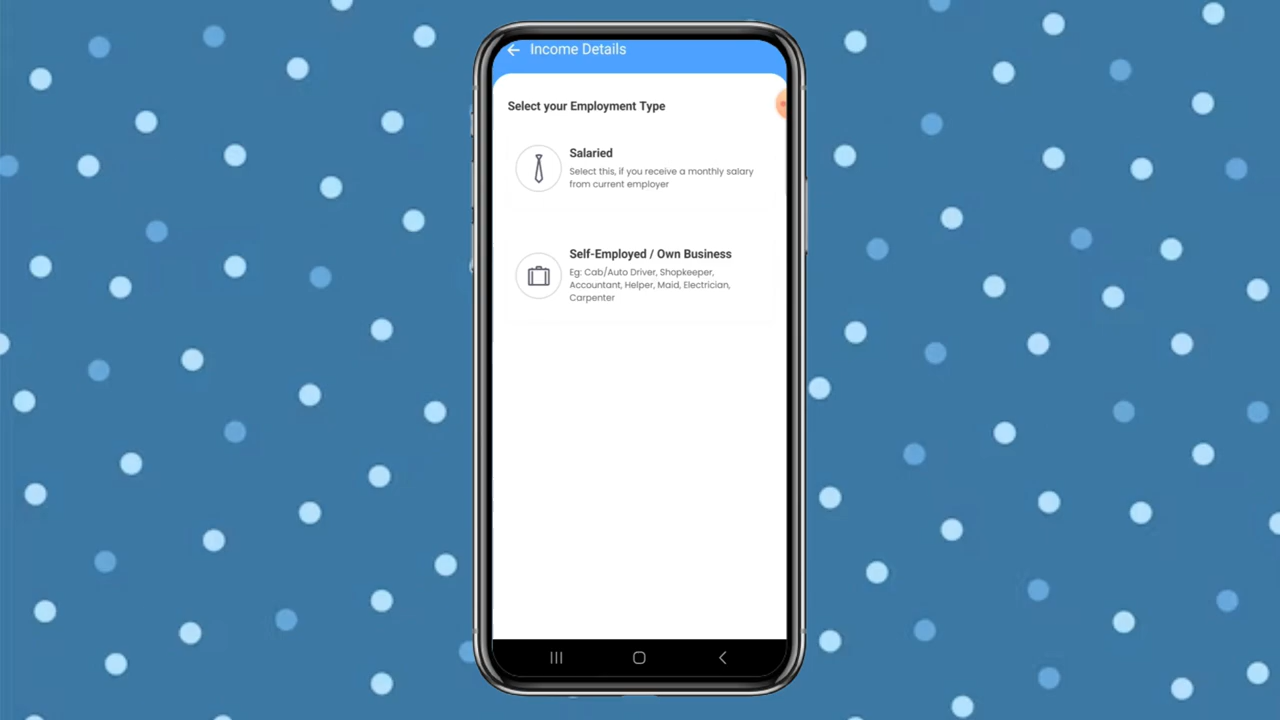 Income Details
Select your Employment Type
Salaried
Select this, if you receive a monthly salary
from current employer
Self-Employed / Own Business
Eg: Cab/Auto Driver, Shopkeeper,
Accountant, Helper, Maid, Electrician,
Carpenter